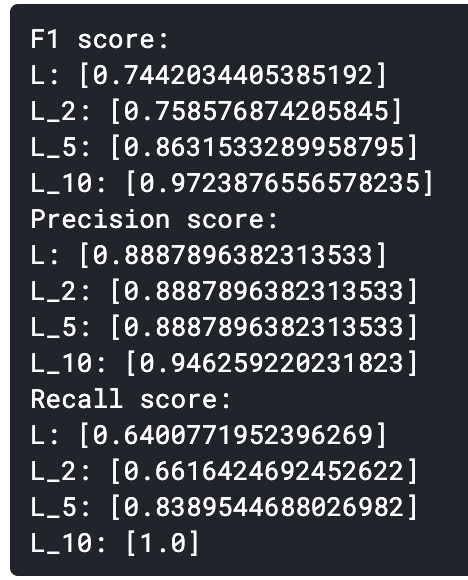 F1 score:
L: [0.7442034405385192]
L_2: [0.758576874205845]
L_5: [0.8631533289958795]
L_10: [0.9723876556578235]
Precision score:
L: [0.8887896382313533]
L_2: [0.8887896382313533]
L_5: [0.8887896382313533]
L_10: [0.946259220231823]
Recall score:
L: [0.6400771952396269]
L_2: [0.6616424692452622]
L_5: [0.8389544688026982]
L_10: [1.0]